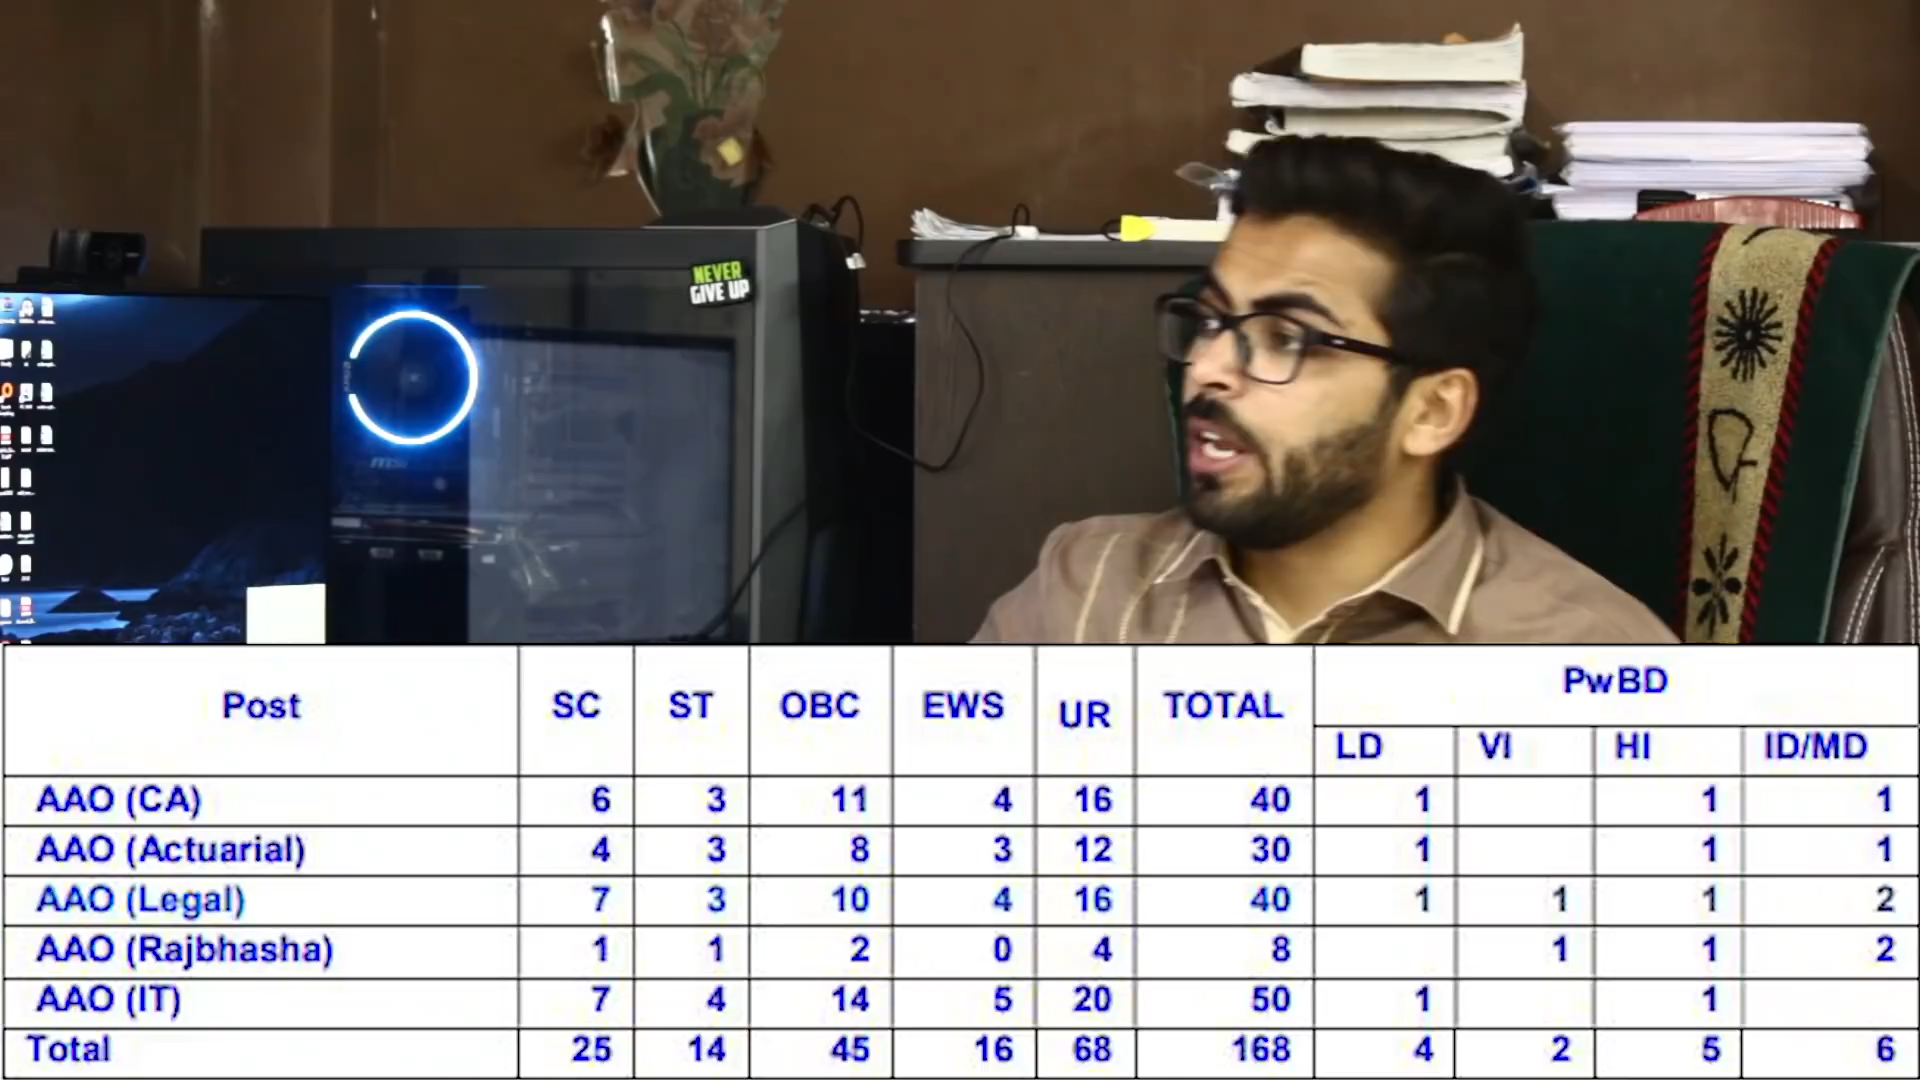 NEVER
GIVE UP
msi
Post SC ST OBC EWS UR TOTAL PwBD
LD VI HI ID/MD
AAO (CA) 6 3 11 4 16 40 1 1 1
AAO (Actuarial) 4 3 8 3 12 30 1 1 1
AAO (Legal) 7 3 10 4 16 40 1 1 1 2
AAO (Rajbhasha) 1 1 2 0 4 8 1 1 2
AAO (IT) 7 4 14 5 20 50 1 1
Total 25 14 45 16 68 168 4 2 5 6